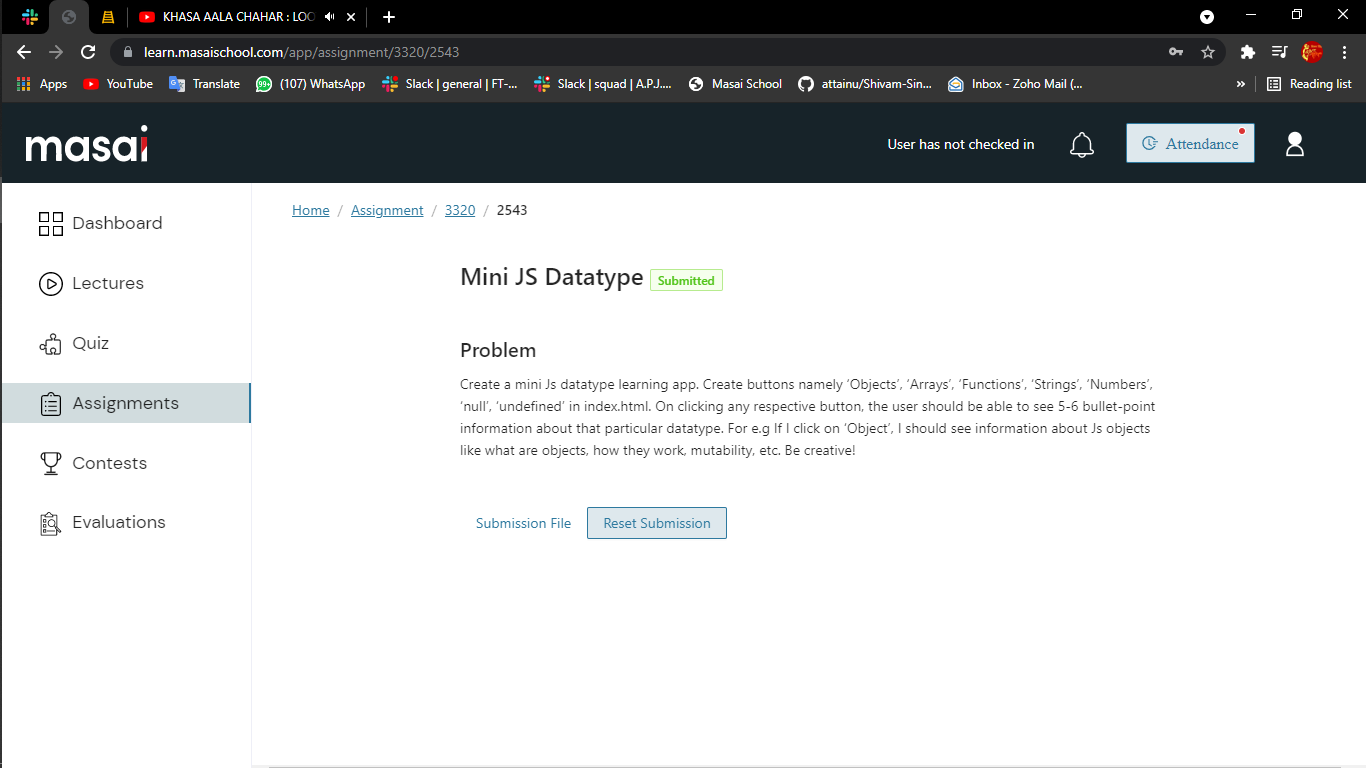 KHASA AALA CHAHAR : LOO
learn.masaischool.com/app/assignment/3320/2543
Apps YouTube Translate 99+ (107) WhatsApp Slack | general | FT-... Slack | squad | A.P.J.... Masai School attainu/Shivam-Sin... Inbox - Zoho Mail (... » Reading list
masai User has not checked in Attendance
Home / Assignment / 3320 / 2543
Dashboard
Lectures
Quiz
Assignments
Contests
Evaluations
Mini JS Datatype Submitted
Problem
Create a mini Js datatype learning app. Create buttons namely ‘Objects’, ‘Arrays’, ‘Functions’, ‘Strings’, ‘Numbers’,
‘null’, ‘undefined’ in index.html. On clicking any respective button, the user should be able to see 5-6 bullet-point
information about that particular datatype. For e.g If I click on ‘Object’, I should see information about Js objects
like what are objects, how they work, mutability, etc. Be creative!
Submission File Reset Submission